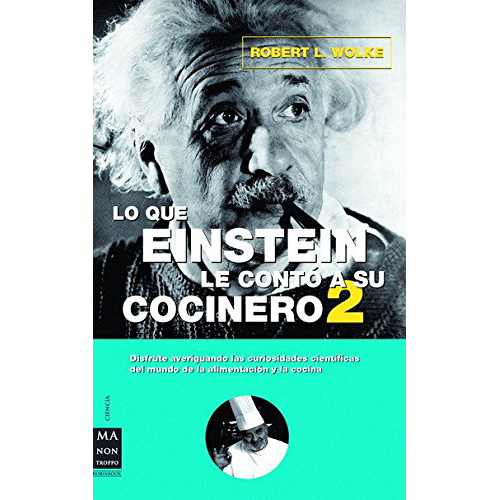 ROBERT L. WOLKE
LO QUE
EINSTEIN
LE CONTÓ A SU
COCINERO 2
Disfrute averiguando las curiosidades científicas
del mundo de la alimentación y la cocina
CIENCIA
MA
NON
TROPPO
ROBINBOOK